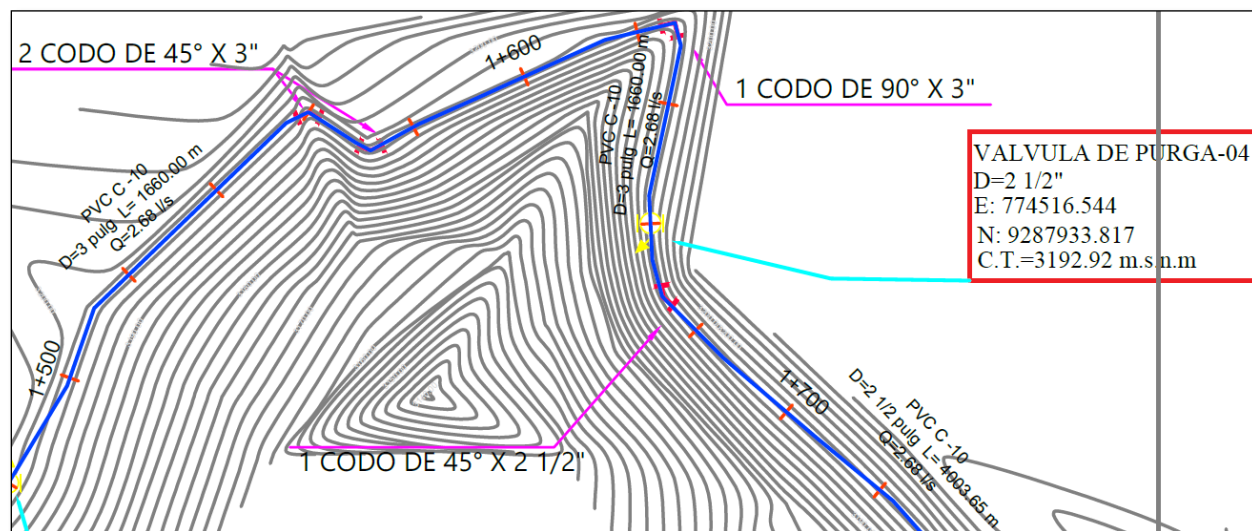 2 CODO DE 45° X 3"
1+600
1 CODO DE 90° X 3"
PVC C -10
D=3 pulg L= 1660.00 m
Q=2.68 l/s
PVC C -10
D=3 pulg L= 1660.00 m
Q=2.68 l/s
VALVULA DE PURGA-04
D=2 1/2"
E: 774516.544
N: 9287933.817
C.T.=3192.92 m.s.n.m
1+500
1+700
PVC C -10
D=2 1/2 pulg L= 4003.65 m
Q=2.68 l/s
1 CODO DE 45° X 2 1/2"